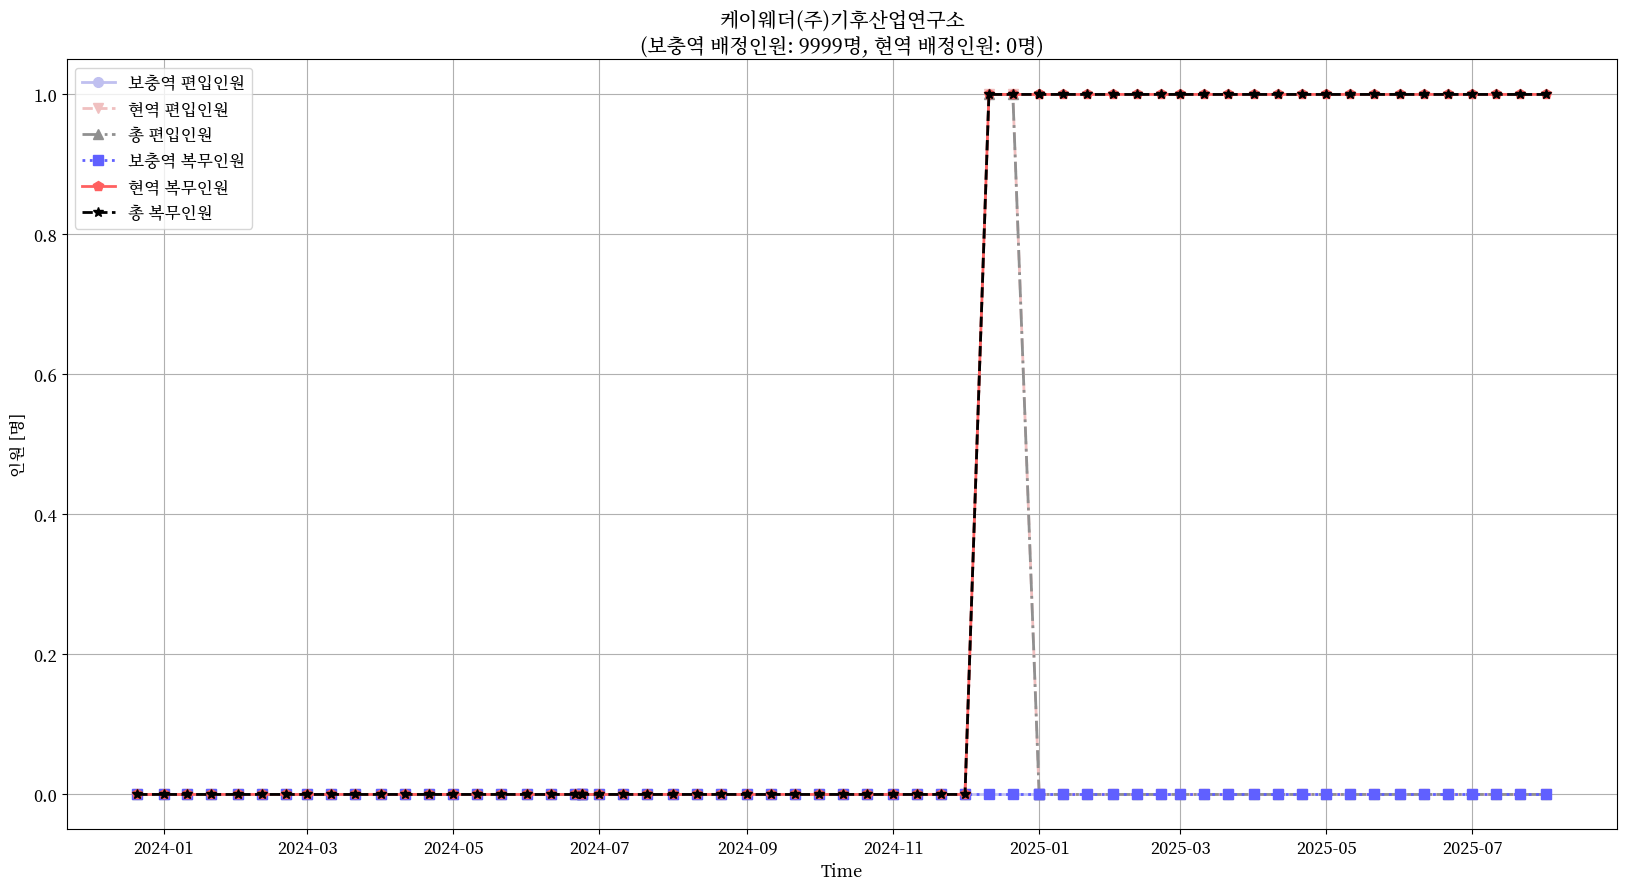 케이웨더(주)기후산업연구소
(보충역 배정인원: 9999명, 현역 배정인원: 0명)
보충역 편입인원
현역 편입인원
총 편입인원
보충역 복무인원
현역 복무인원
총 복무인원
인원 [명]
1.0
0.8
0.6
0.4
0.2
0.0
2024-01
2024-03
2024-05
2024-07
2024-09
2024-11
2025-01
2025-03
2025-05
2025-07
Time